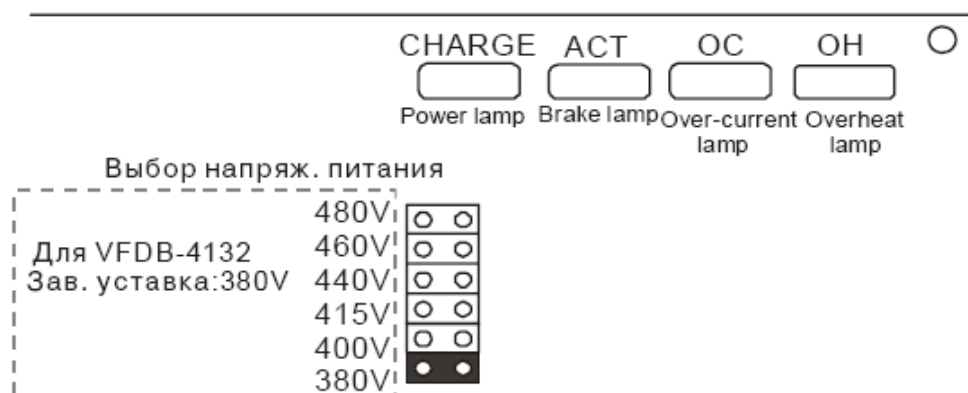 CHARGE ACT OC OH
Power lamp Brake lamp Over-current Overheat
lamp lamp
Выбор напряж. питания
480V
Для VFDB-4132 460V
Зав. уставка:380V 440V
415V
400V
380V